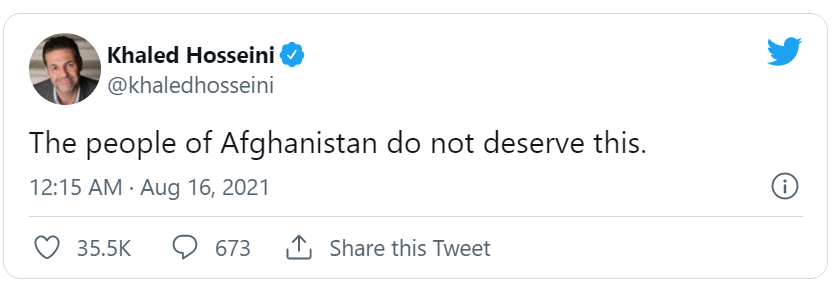 Khaled Hosseini
@khaledhosseini
The people of Afghanistan do not deserve this.
12:15 AM · Aug 16, 2021
35.5K 673 Share this Tweet